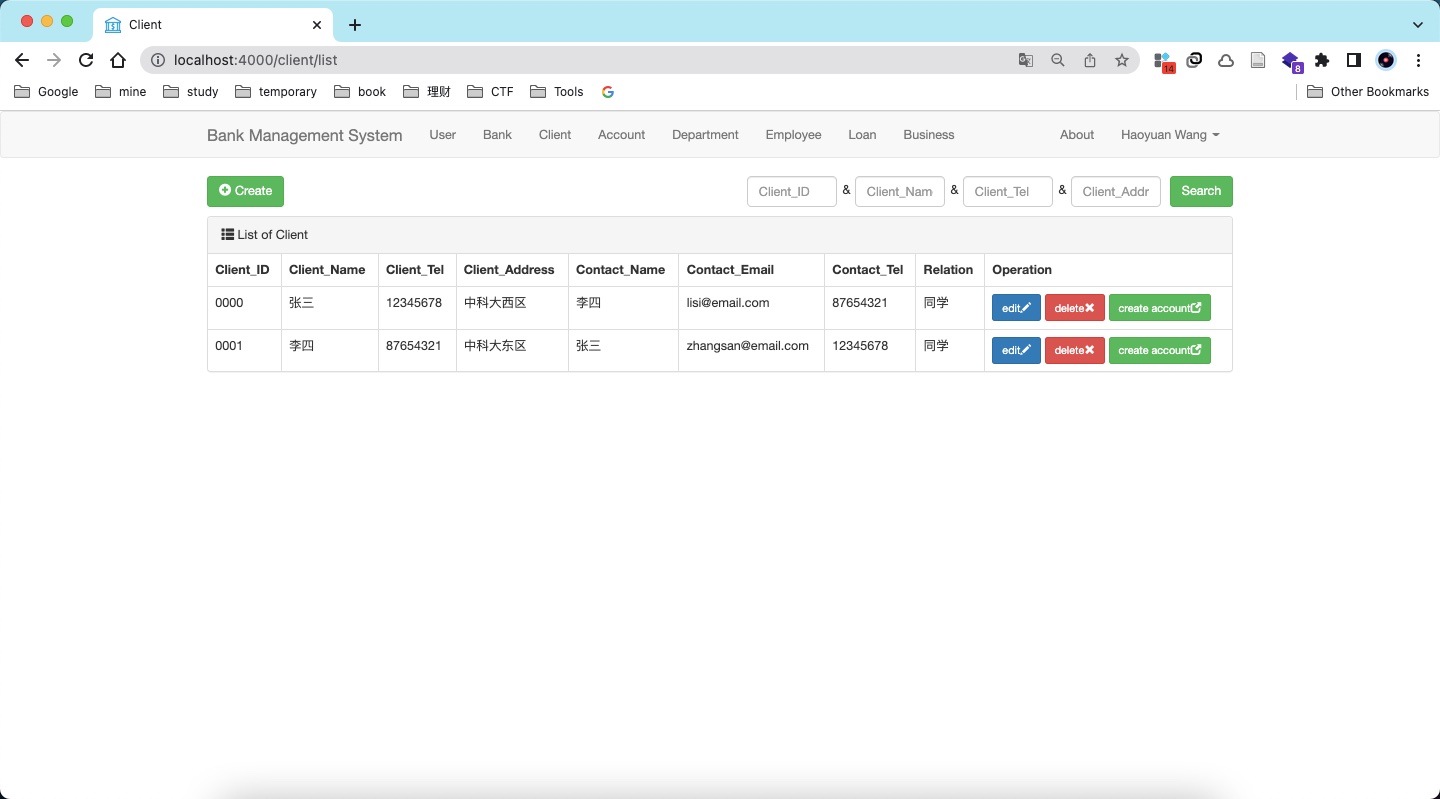 Client
localhost:4000/client/list
14
8
Google mine study temporary book 理财 CTF Tools Other Bookmarks
Bank Management System User Bank Client Account Department Employee Loan Business About Haoyuan Wang
Create Client_ID & Client_Nam & Client_Tel & Client_Addr Search
List of Client
Client_ID Client_Name Client_Tel Client_Address Contact_Name Contact_Email Contact_Tel Relation Operation
0000 张三 12345678 中科大西区 李四 lisi@email.com 87654321 同学 edit delete create account
0001 李四 87654321 中科大东区 张三 zhangsan@email.com 12345678 同学 edit delete create account